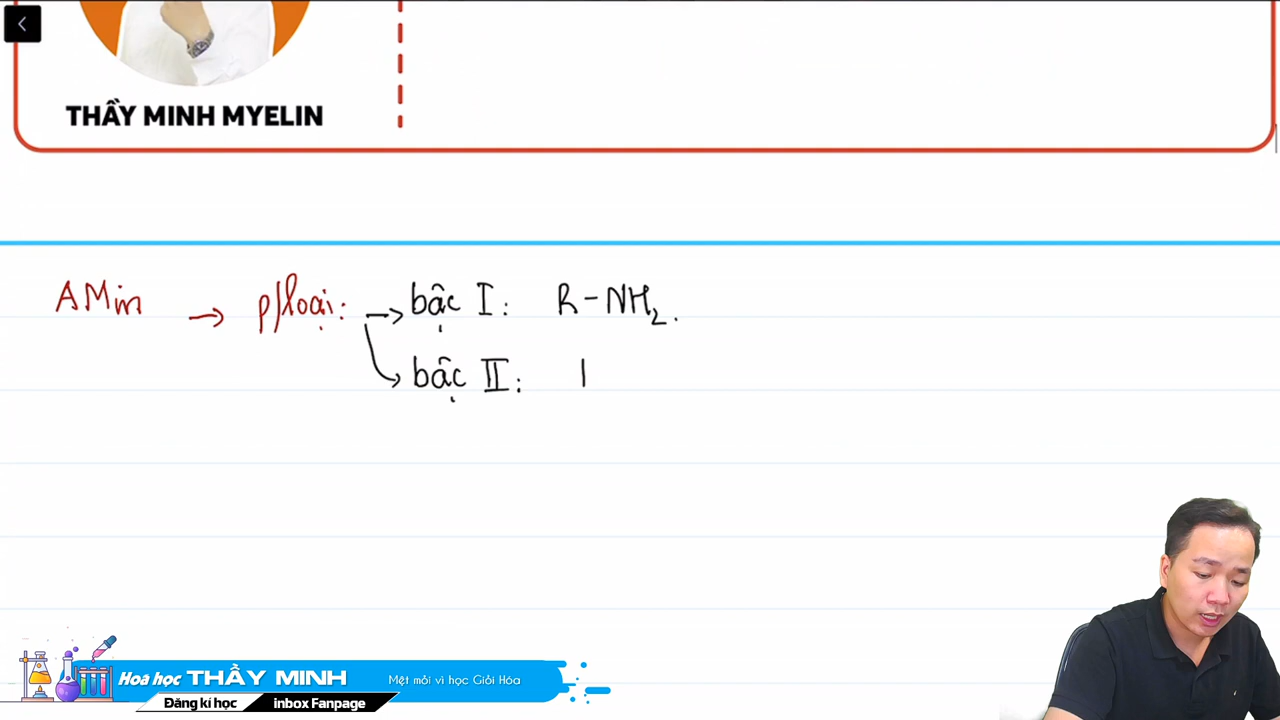 THẦY MINH MYELIN
AMin → p/loại: → bậc I: R-NH₂.
bậc II:
Hoá học THẦY MINH
Mệt mỏi vì học Giỏi Hóa
Đăng kí học
inbox Fanpage